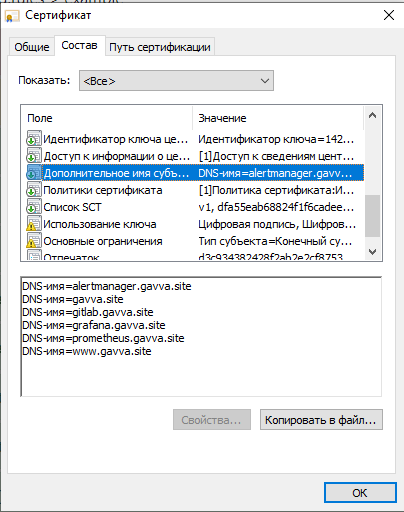 Сертификат
Общие Состав Путь сертификации
Показать: <Все>
Поле Значение
Идентификатор ключа це... Идентификатор ключа=142...
Доступ к информации о це... [1]Доступ к сведениям цент...
Дополнительное имя субъ... DNS-имя=alertmanager.gavv...
Политики сертификата [1]Политика сертификата:И...
Список SCT v1, dfa55eab68824f1f6cadee...
Использование ключа Цифровая подпись, Шифров...
Основные ограничения Тип субъекта=Конечный су...
Отпечаток d3c934382428f2ab2e2cf8753...
DNS-имя=alertmanager.gavva.site
DNS-имя=gavva.site
DNS-имя=gitlab.gavva.site
DNS-имя=grafana.gavva.site
DNS-имя=prometheus.gavva.site
DNS-имя=www.gavva.site
Свойства... Копировать в файл...
OK